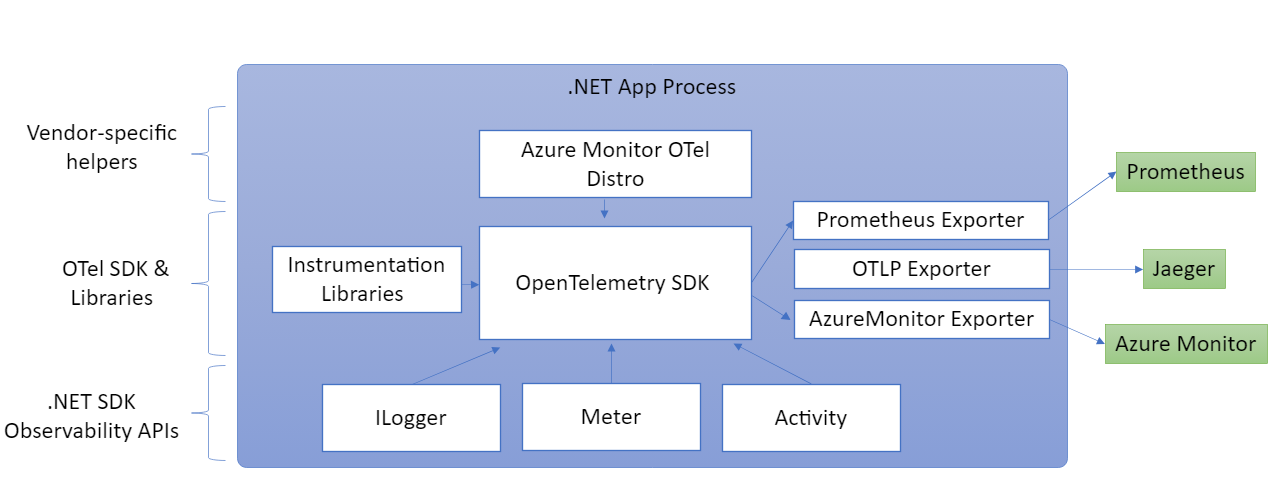 .NET App Process
Vendor-specific
helpers
Azure Monitor OTel
Distro
Prometheus
Prometheus Exporter
OTel SDK &
Libraries
Instrumentation
Libraries
OpenTelemetry SDK
OTLP Exporter
Jaeger
AzureMonitor Exporter
Azure Monitor
.NET SDK
Observability APIs
ILogger
Meter
Activity